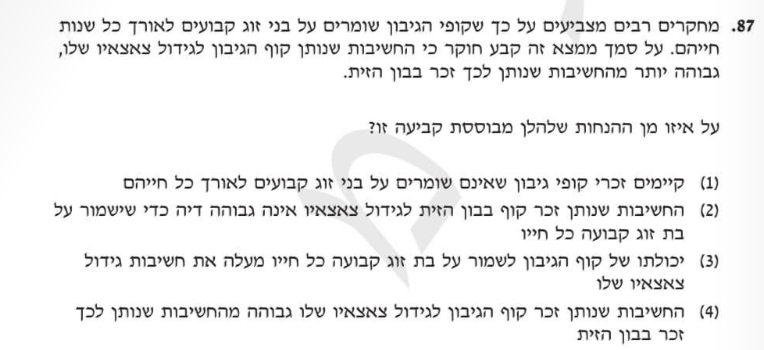 87. מחקרים רבים מצביעים על כך שקופי הגיבון שומרים על בני זוג קבועים לאורך כל שנות
חייהם. על סמך ממצא זה קבע חוקר כי החשיבות שנותן קוף הגיבון לגידול צאצאיו שלו,
גבוהה יותר מהחשיבות שנותן לכך זכר בבון הזית.
על איזו מן ההנחות שלהלן מבוססת קביעה זו?
(1) קיימים זכרי קופי גיבון שאינם שומרים על בני זוג קבועים לאורך כל חייהם
(2) החשיבות שנותן זכר קוף בבון הזית לגידול צאצאיו אינה גבוהה דיה כדי שישמור על
בת זוג קבועה כל חייו
(3) יכולתו של קוף הגיבון לשמור על בת זוג קבועה כל חייו מעלה את חשיבות גידול
צאצאיו שלו
(4) החשיבות שנותן זכר קוף הגיבון לגידול צאצאיו שלו גבוהה מהחשיבות שנותן לכך
זכר בבון הזית